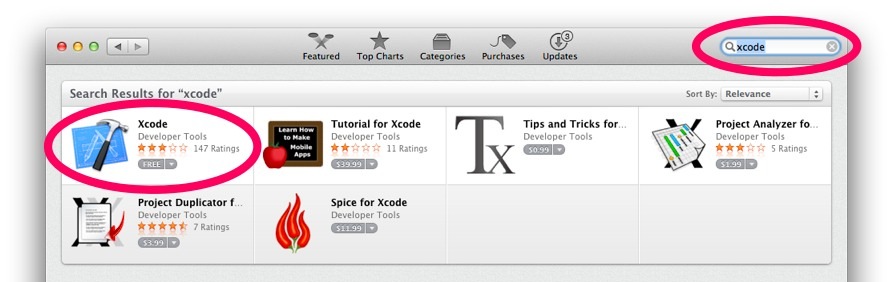 xcode
Featured
Top Charts
Categories
Purchases
3
Updates
Search Results for “xcode”
Sort By: Relevance
Xcode
Developer Tools
147 Ratings
FREE
Learn How
to Make
Mobile
Apps
Tutorial for Xcode
Developer Tools
11 Ratings
$39.99
TX
Tips and Tricks for...
Developer Tools
$0.99
Project Analyzer fo...
Developer Tools
5 Ratings
$1.99
Project Duplicator f...
Developer Tools
7 Ratings
$3.99
Spice for Xcode
Developer Tools
$11.99